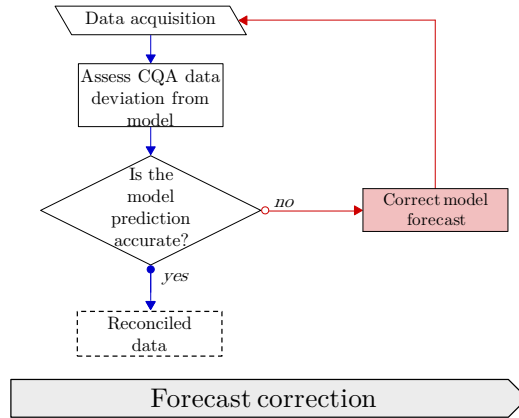 Data acquisition
Assess CQA data
deviation from
model
Is the
model
prediction
accurate?
no
Correct model
forecast
yes
Reconciled
data
Forecast correction